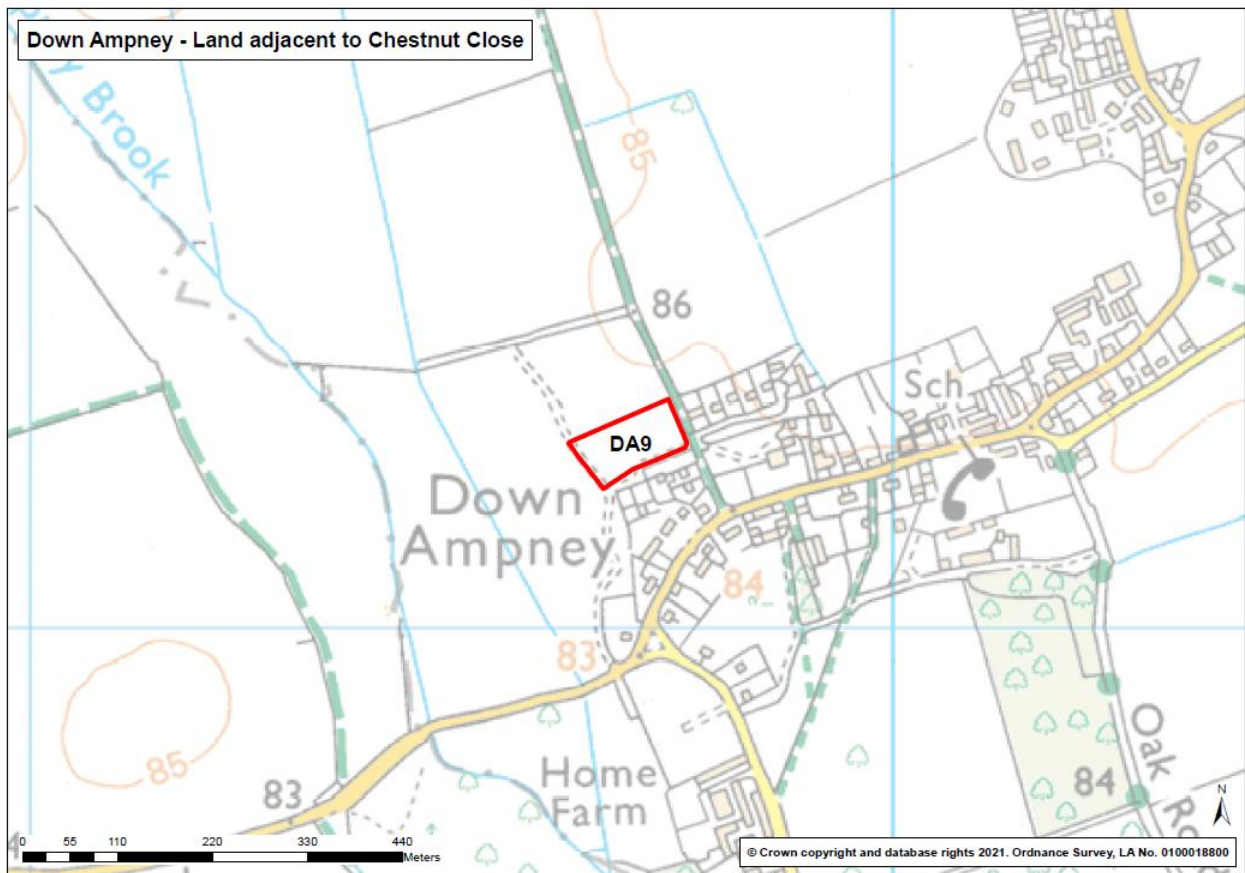 Down Ampney - Land adjacent to Chestnut Close
Brook
85
86
Sch
DA9
Down
Ampney
84
83
85
Home
Farm
Oak
84
83
N
0 55 110 220 330 440
Meters
© Crown copyright and database rights 2021. Ordnance Survey, LA No. 0100018800